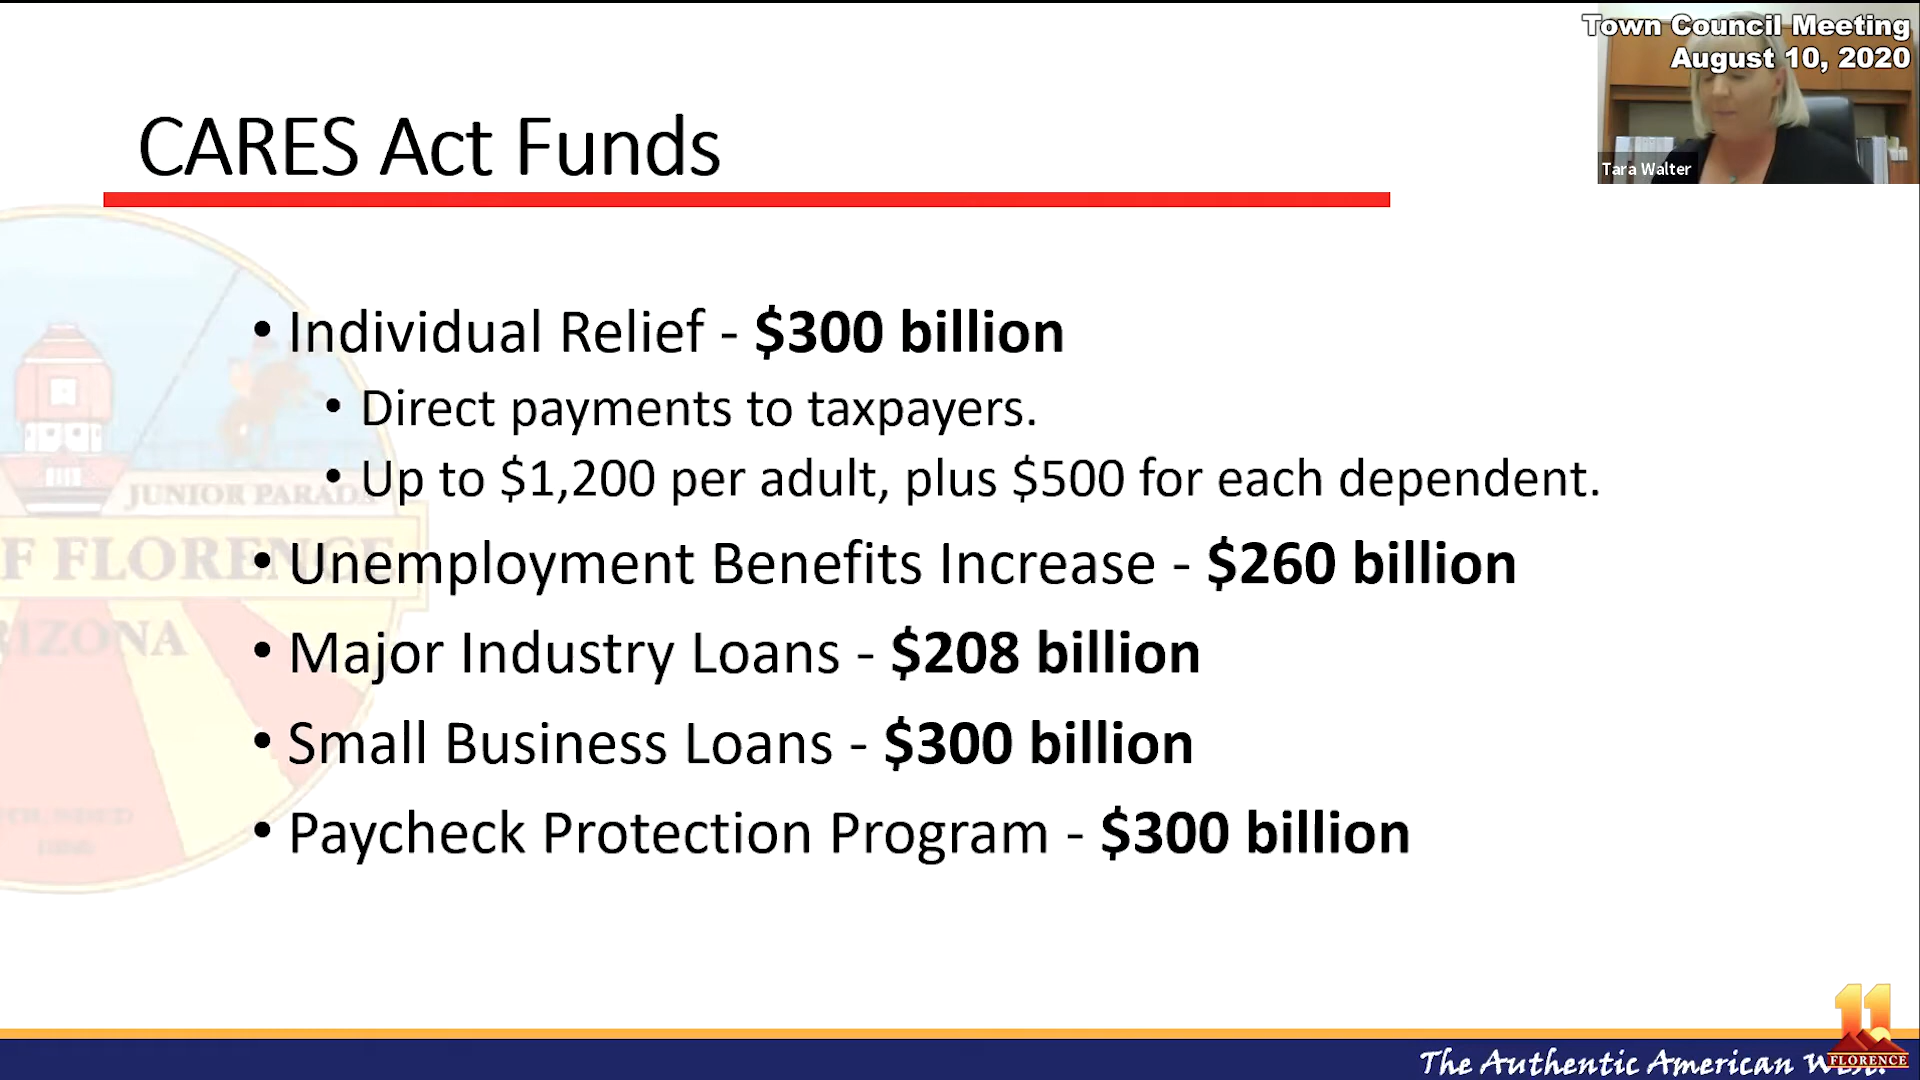 Town Council Meeting
August 10, 2020
Tara Walter
CARES Act Funds
• Individual Relief - $300 billion
• Direct payments to taxpayers.
• Up to $1,200 per adult, plus $500 for each dependent.
• Unemployment Benefits Increase - $260 billion
• Major Industry Loans - $208 billion
• Small Business Loans - $300 billion
• Paycheck Protection Program - $300 billion
JUNIOR PARADA
F FLORENCE
RIZONA
The Authentic American West.
11
FLORENCE